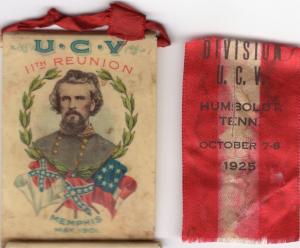 U·C·V
11TH REUNION
MEMPHIS
MAY, 1901.
DIVISION
U. C. V.
HUMBOLDT
TENN.
OCTOBER 7-8
1925